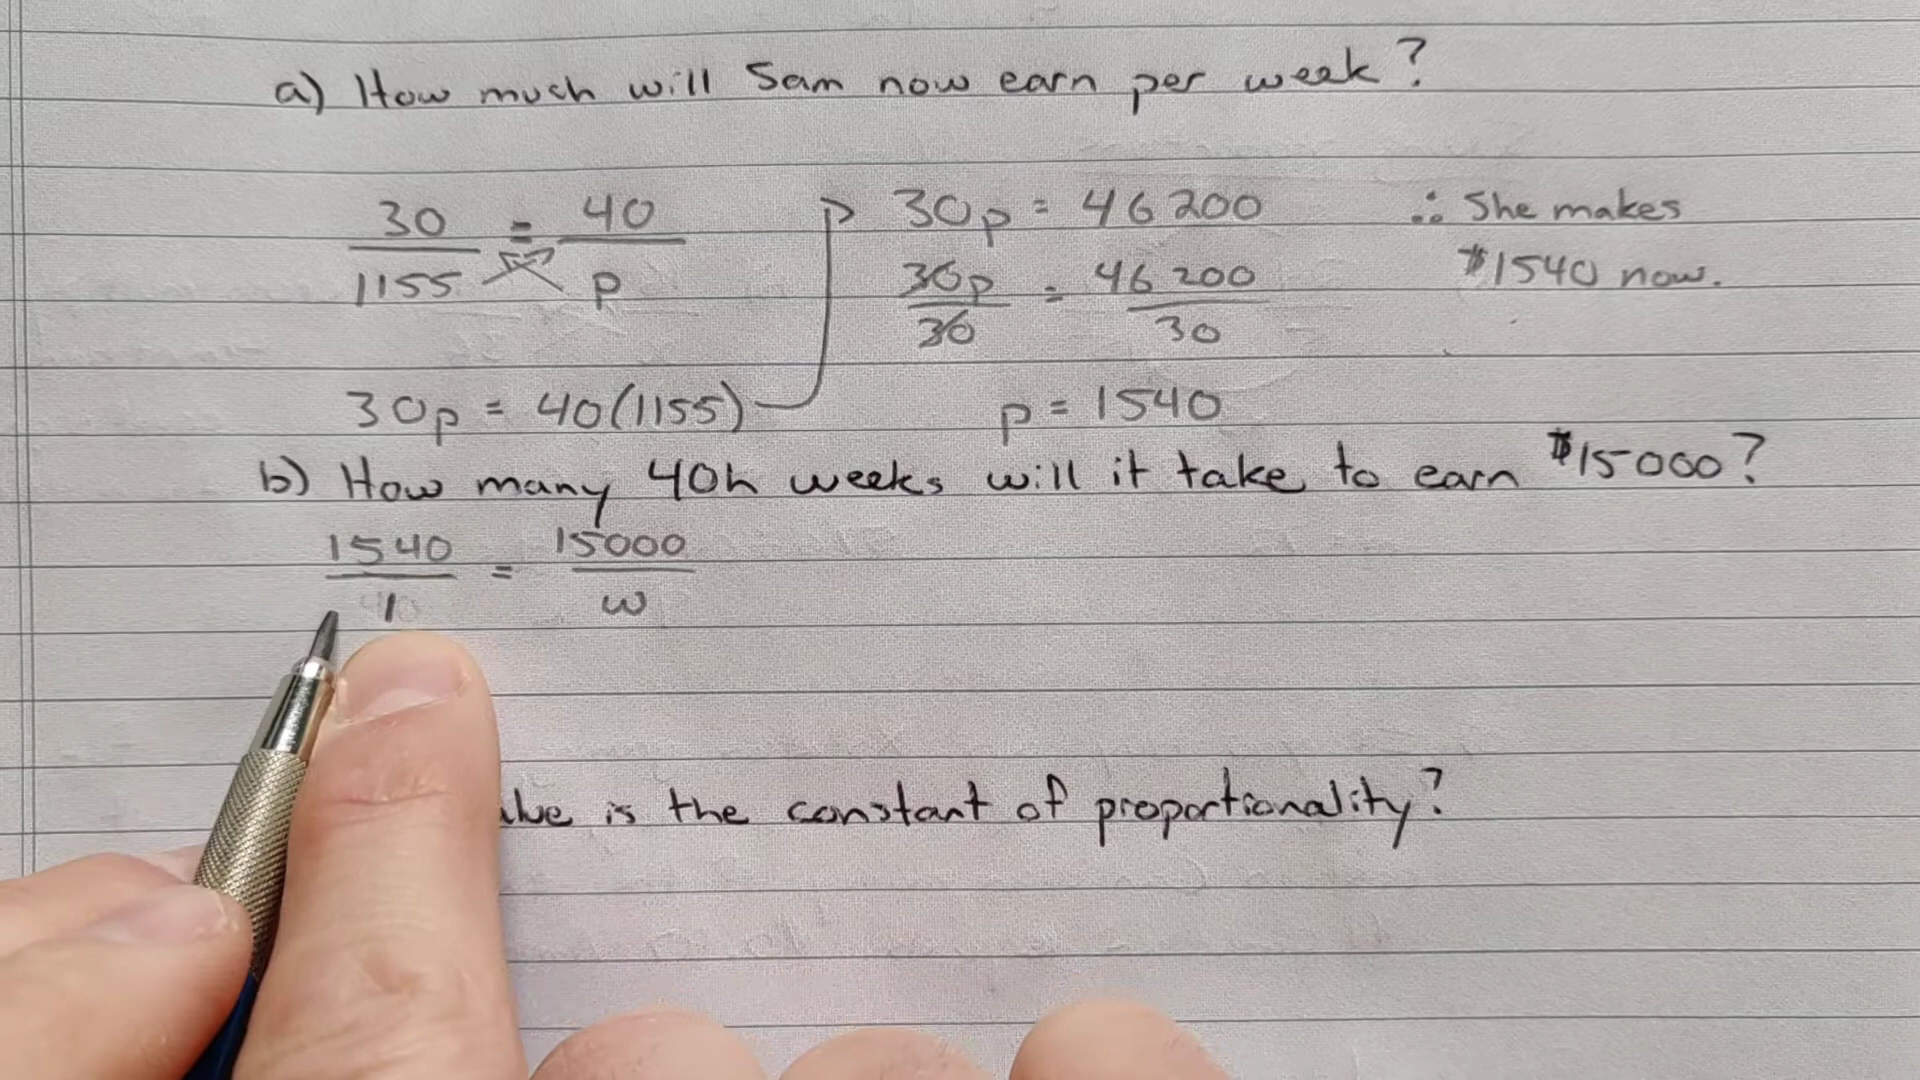 a) How much will Sam now earn per week?
30 = 40
1155 p
30p = 40(1155)
30p = 46200
30p = 46200
30 30
p = 1540
∴ She makes
$1540 now.
b) How many 40h weeks will it take to earn $15000?
1540 = 15000
1 w
is the constant of proportionality?